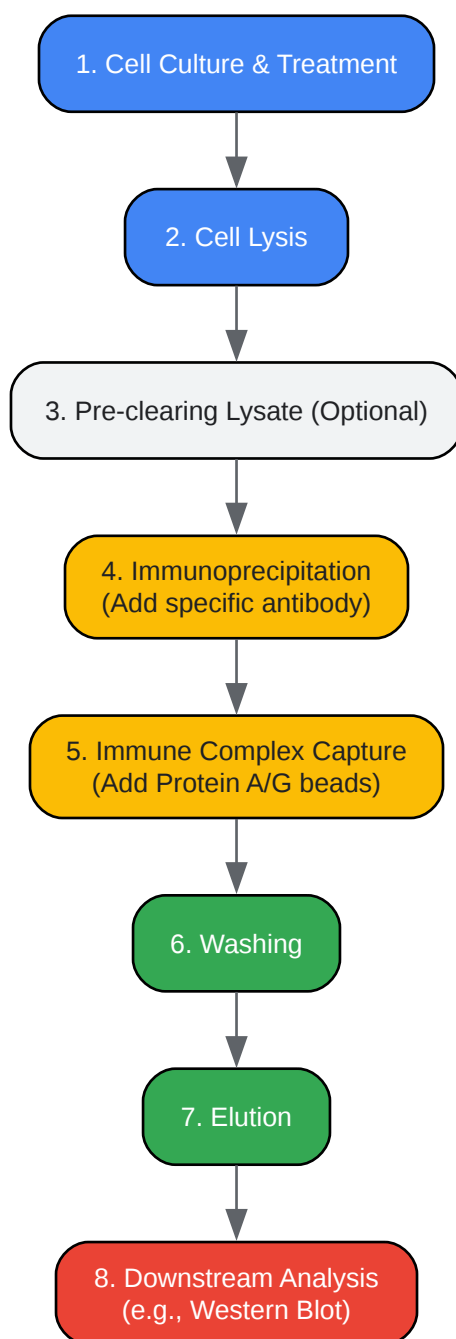 1. Cell Culture & Treatment
2. Cell Lysis
3. Pre-clearing Lysate (Optional)
4. Immunoprecipitation
(Add specific antibody)
5. Immune Complex Capture
(Add Protein A/G beads)
6. Washing
7. Elution
8. Downstream Analysis
(e.g., Western Blot)